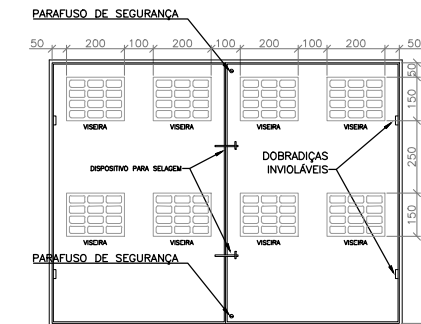 PARAFUSO DE SEGURANÇA
50 200 100 200 100 200 100 200 50
50
150
VISEIRA VISEIRA VISEIRA VISEIRA
DISPOSITIVO PARA SELAGEM
DOBRADIÇAS
INVIOLÁVEIS
250
150
VISEIRA VISEIRA VISEIRA VISEIRA
PARAFUSO DE SEGURANÇA